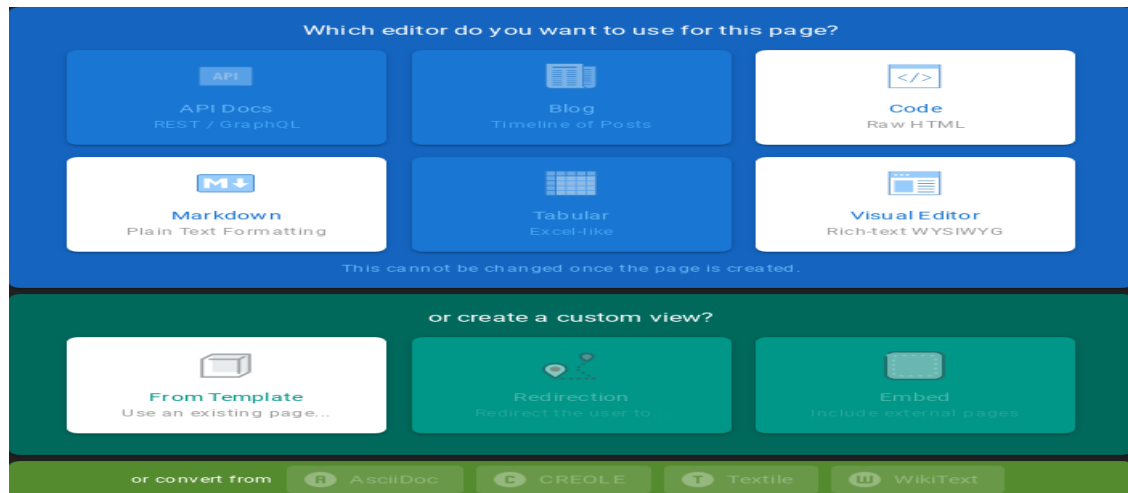 Which editor do you want to use for this page?
API
API Docs
REST / GraphQL
Blog
Timeline of Posts
</>
Code
Raw HTML
M
Markdown
Plain Text Formatting
Tabular
Excel-like
Visual Editor
Rich-text WYSIWYG
This cannot be changed once the page is created.
or create a custom view?
From Template
Use an existing page...
Redirection
Redirect the user to
Embed
Include external pages
or convert from
A AsciiDoc
C CREOLE
T Textile
W WikiText